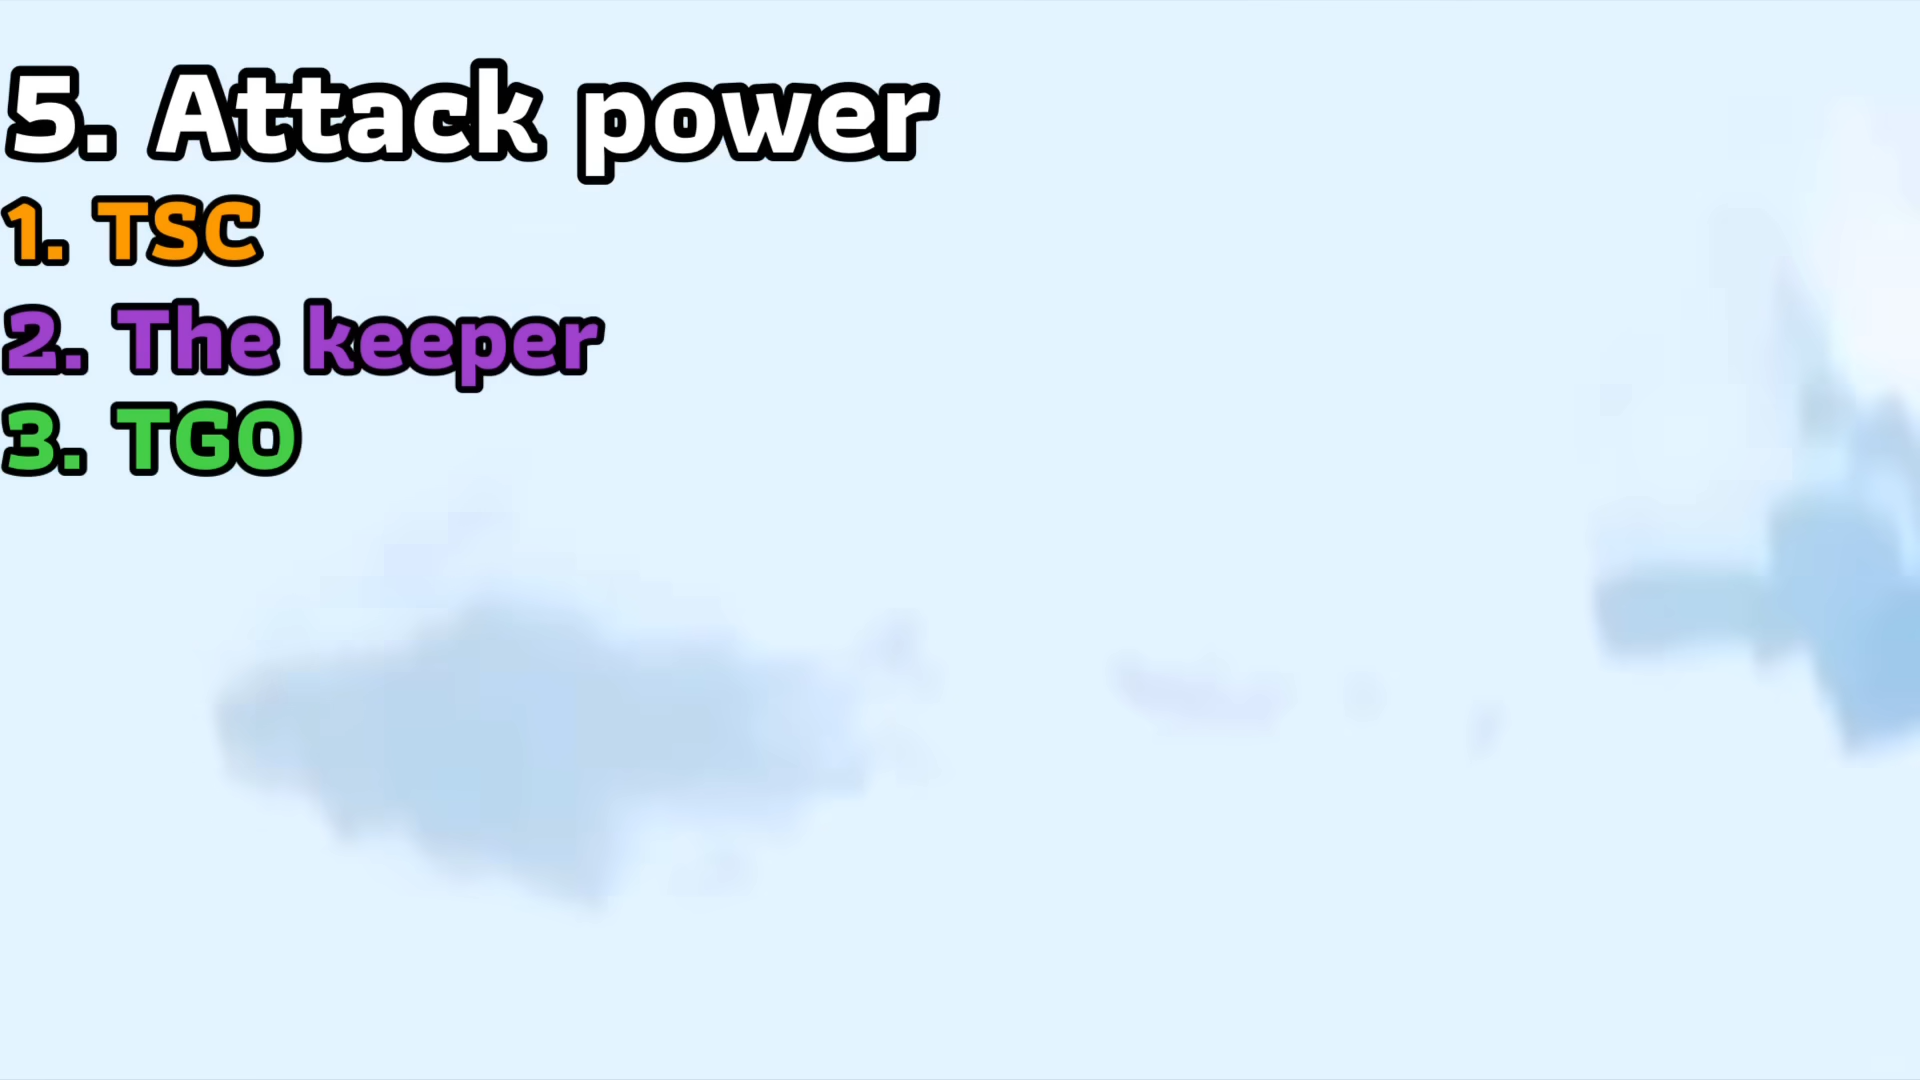 5. Attack power
1. TSC
2. The keeper
3. TGO